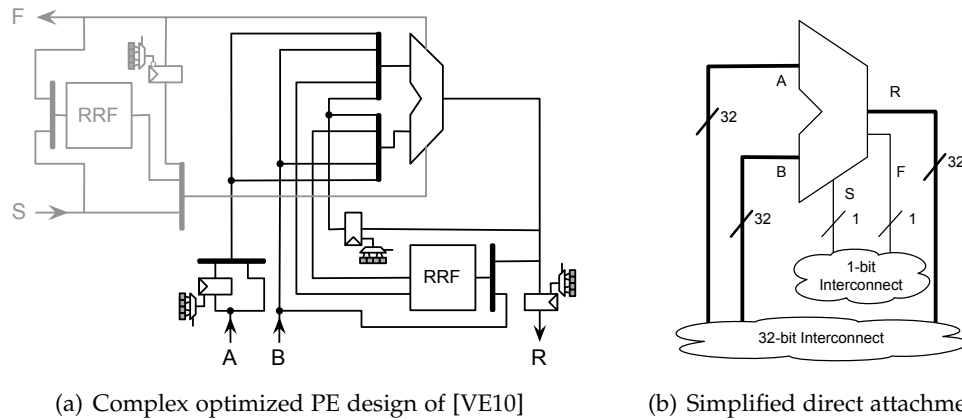 F
RRF
S
RRF
A
B
R
(a) Complex optimized PE design of [VE10]
A
R
32
B
S
F
32
32
1
1
1-bit
Interconnect
32-bit Interconnect
(b) Simplified direct attachme